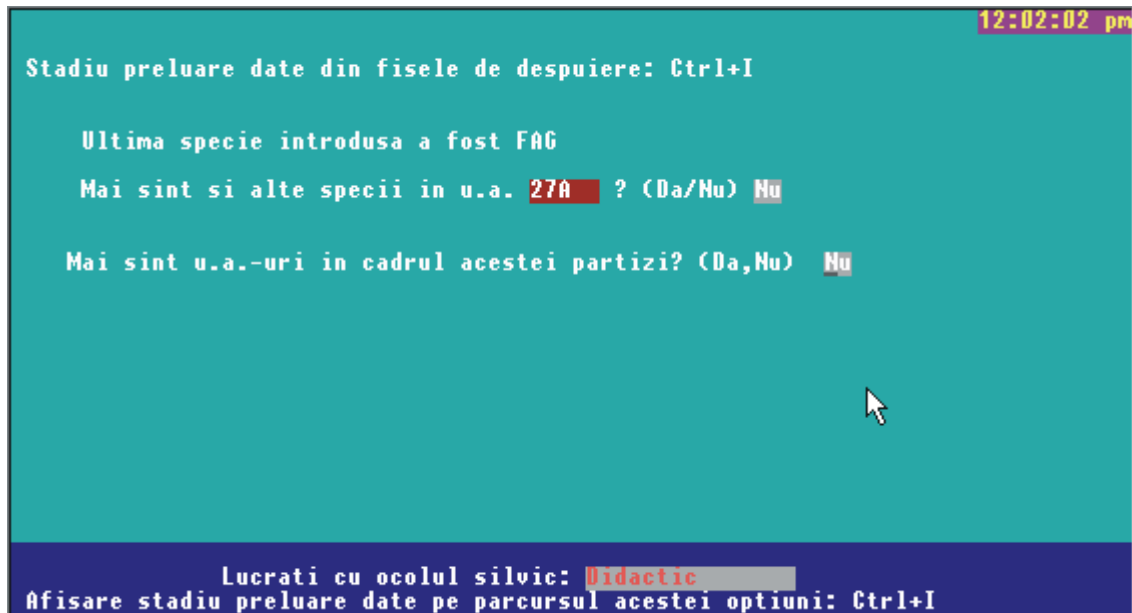 12:02:02 pm
Stadiu preluare date din fisele de despuiere: Ctrl+I
Ultima specie introdusa a fost FAG
Mai sint si alte specii in u.a. 27A ? (Da/Nu) Nu
Mai sint u.a.-uri in cadrul acestei partizi? (Da,Nu) Nu
Lucrati cu ocolul silvic: Didactic
Afisare stadiu preluare date pe parcursul acestei optiuni: Ctrl+I